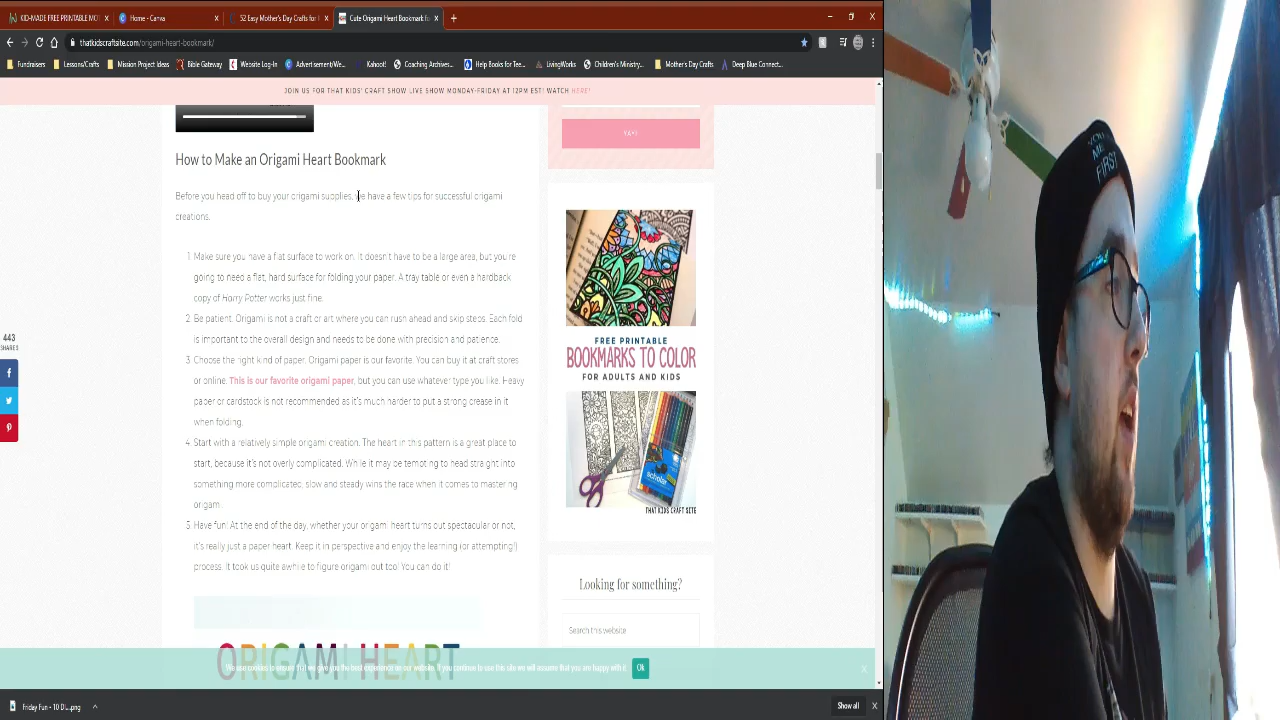 KID-MADE FREE PRINTABLE MOT
Home - Canva
52 Easy Mother's Day Crafts for
Cute Origami Heart Bookmark fo
thatkidscraftsite.com/origami-heart-bookmark/
Fundraisers
Lessons/Crafts
Mission Project Ideas
Bible Gateway
Website Log-In
Advertisement/We...
Kahoot!
Coaching Archives...
Help Books for Tee...
LivingWorks
Children's Ministry...
Mother's Day Crafts
Deep Blue Connect...
JOIN US FOR THAT KIDS' CRAFT SHOW LIVE SHOW MONDAY-FRIDAY AT 12PM EST! WATCH HERE!
YAY!
How to Make an Origami Heart Bookmark
Before you head off to buy your origami supplies, we have a few tips for successful origami
creations.
1. Make sure you have a flat surface to work on. It doesn't have to be a large area, but you're
going to need a flat, hard surface for folding your paper. A tray table or even a hardback
copy of Harry Potter works just fine.
2. Be patient. Origami is not a craft or art where you can rush ahead and skip steps. Each fold
is important to the overall design and needs to be done with precision and patience.
3. Choose the right kind of paper. Origami paper is our favorite. You can buy it at craft stores
or online. This is our favorite origami paper, but you can use whatever type you like. Heavy
paper or cardstock is not recommended as it's much harder to put a strong crease in it
when folding.
4. Start with a relatively simple origami creation. The heart in this pattern is a great place to
start, because it's not overly complicated. While it may be tempting to head straight into
something more complicated, slow and steady wins the race when it comes to mastering
origami.
5. Have fun! At the end of the day, whether your origami heart turns out spectacular or not,
it's really just a paper heart. Keep it in perspective and enjoy the learning (or attempting!)
process. It took us quite awhile to figure origami out too! You can do it!
443
SHARES
FREE PRINTABLE
BOOKMARKS TO COLOR
FOR ADULTS AND KIDS
THAT KIDS CRAFT SITE
Looking for something?
Search this website
ORIGAMI HEART
We use cookies to ensure that we give you the best experience on our website. If you continue to use this site we will assume that you are happy with it.
Ok
Friday Fun - 10 D'....png
Show all
YOU
ME
FIRST